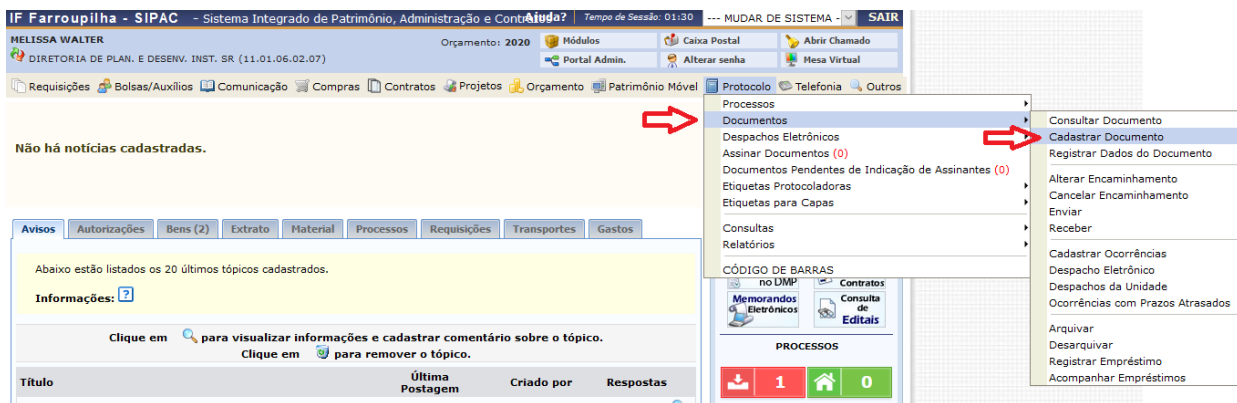 IF Farroupilha - SIPAC - Sistema Integrado de Patrimônio, Administração e Contratos Ajuda? Tempo de Sessão: 01:30 --- MUDAR DE SISTEMA - SAIR
MELISSA WALTER Orçamento: 2020 Módulos Caixa Postal Abrir Chamado
DIRETORIA DE PLAN. E DESENV. INST. SR (11.01.06.02.07) Portal Admin. Alterar senha Mesa Virtual
Requisições Bolsas/Auxílios Comunicação Compras Contratos Projetos Orçamento Patrimônio Móvel Protocolo Telefonia Outros
Processos
Documentos
Despachos Eletrônicos
Assinar Documentos (0)
Documentos Pendentes de Indicação de Assinantes (0)
Etiquetas Protocoladoras
Etiquetas para Capas
Consultas
Relatórios
CÓDIGO DE BARRAS
Consultar Documento
Cadastrar Documento
Registrar Dados do Documento
Alterar Encaminhamento
Cancelar Encaminhamento
Enviar
Receber
Cadastrar Ocorrências
Despacho Eletrônico
Despachos da Unidade
Ocorrências com Prazos Atrasados
Arquivar
Desarquivar
Registrar Empréstimo
Acompanhar Empréstimos
Não há notícias cadastradas.
Avisos Autorizações Bens (2) Extrato Material Processos Requisições Transportes Gastos
Abaixo estão listados os 20 últimos tópicos cadastrados.
Informações: ?
Clique em para visualizar informações e cadastrar comentário sobre o tópico.
Clique em para remover o tópico.
Título Última Postagem Criado por Respostas
no DMP Contratos
Memorandos Eletrônicos
Consulta de Editais
PROCESSOS
1 0